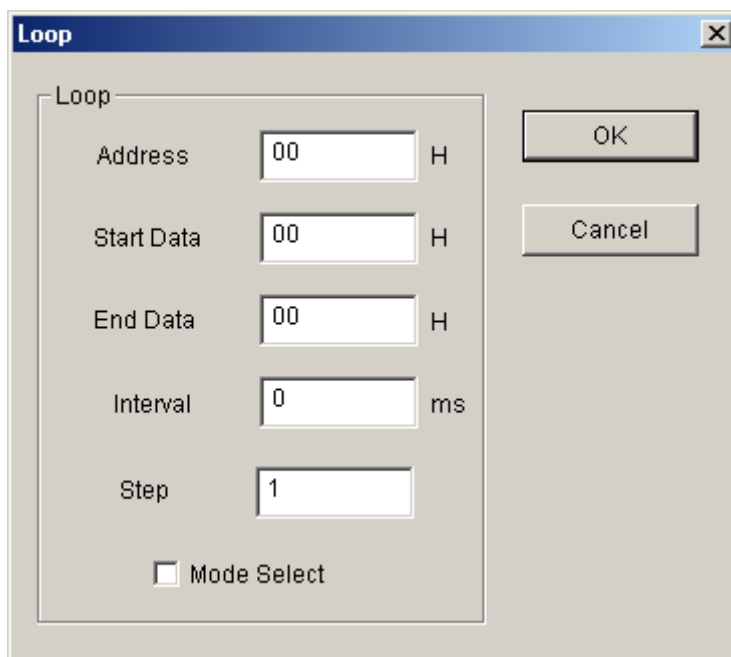 Loop
Loop
Address 00 H
Start Data 00 H
End Data 00 H
Interval 0 ms
Step 1
Mode Select
OK
Cancel